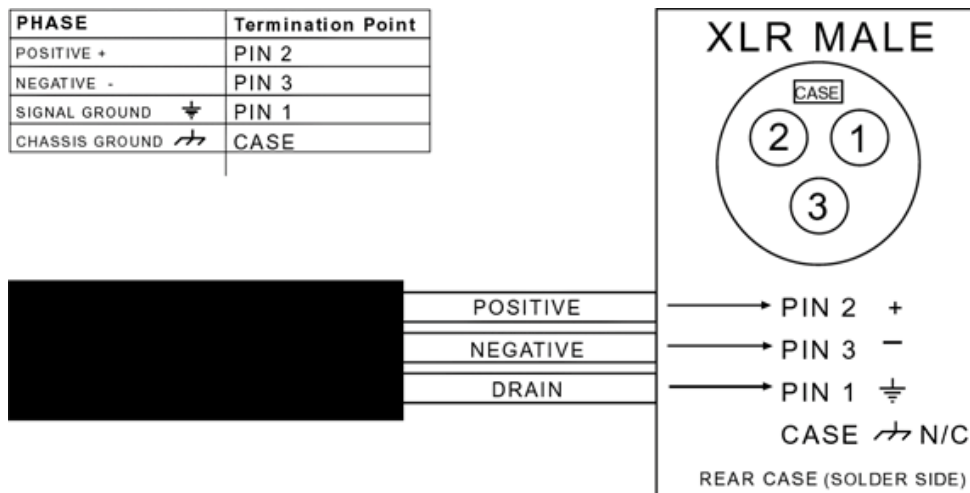 PHASE Termination Point
POSITIVE + PIN 2
NEGATIVE - PIN 3
SIGNAL GROUND PIN 1
CHASSIS GROUND CASE
XLR MALE
CASE
2 1
3
POSITIVE PIN 2 +
NEGATIVE PIN 3 −
DRAIN PIN 1
CASE N/C
REAR CASE (SOLDER SIDE)